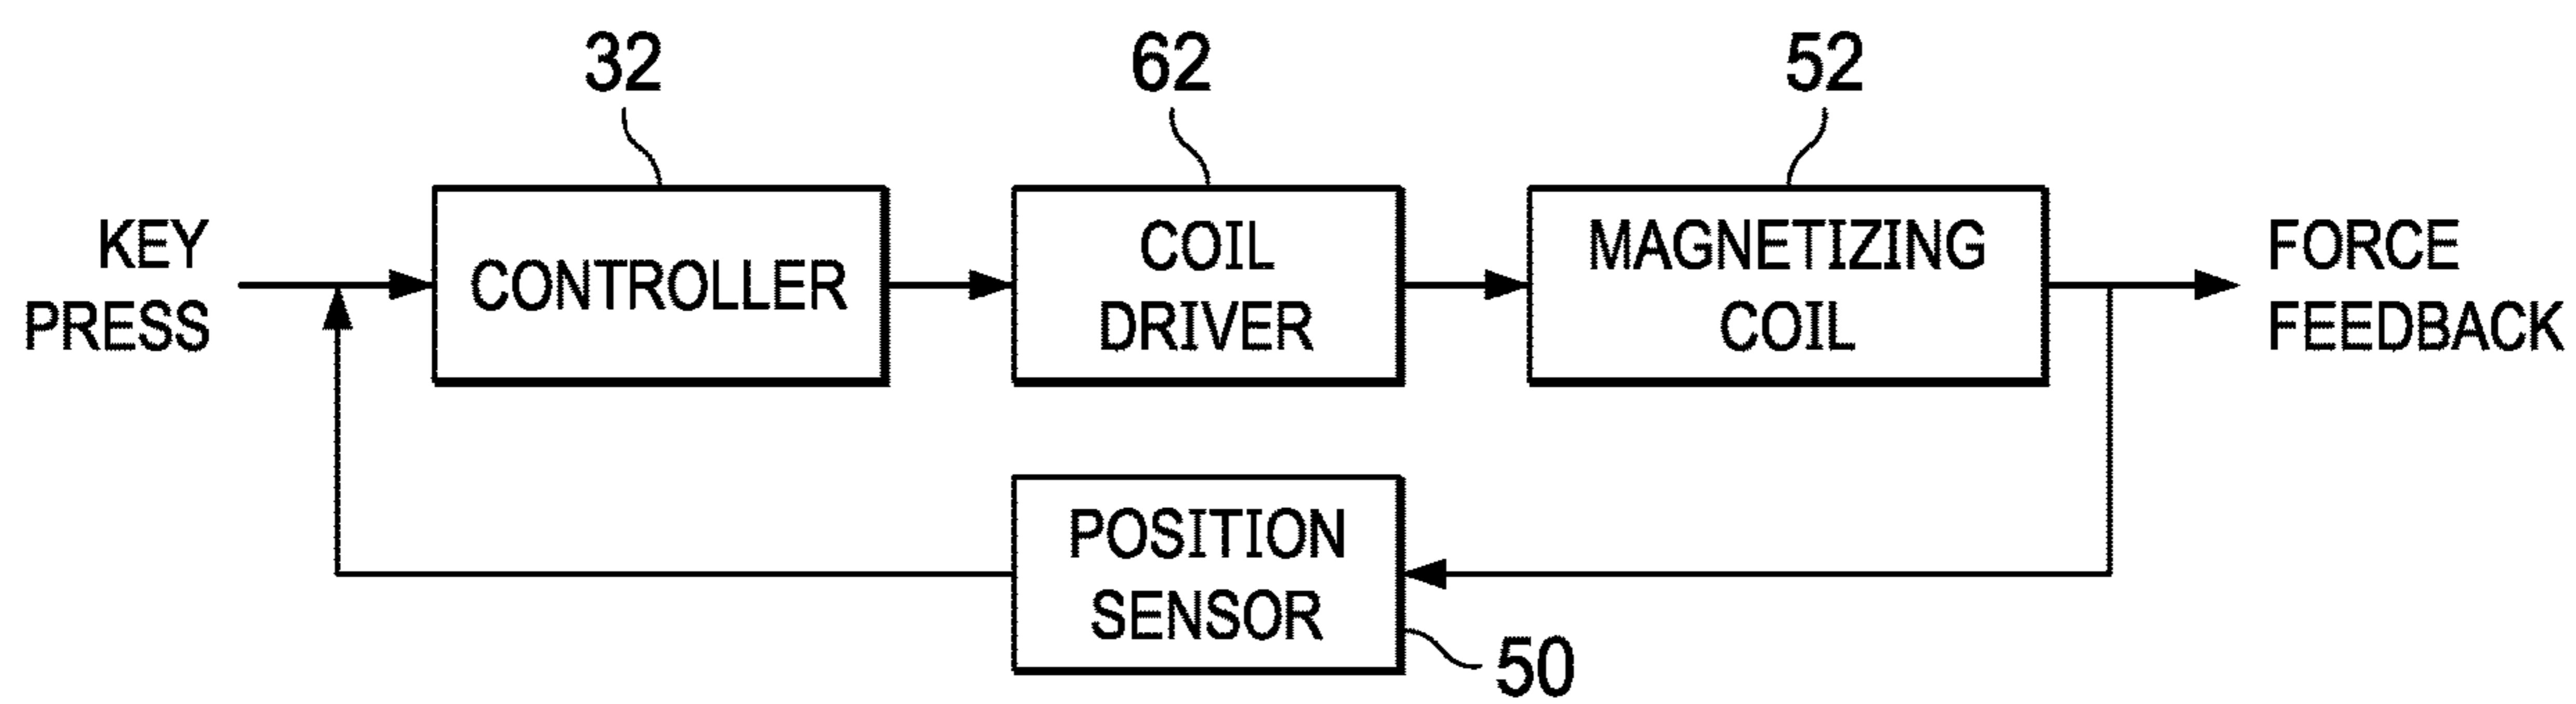 32
62
52
KEY
PRESS
CONTROLLER
COIL
DRIVER
MAGNETIZING
COIL
FORCE
FEEDBACK
POSITION
SENSOR
50